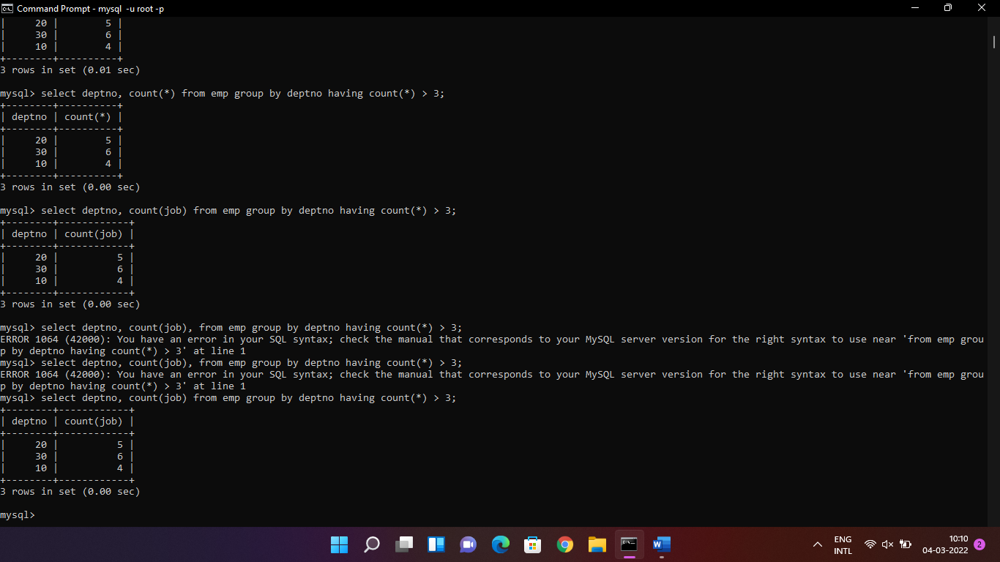 Command Prompt - mysql -u root -p
|     20 |        5 |
|     30 |        6 |
|     10 |        4 |
+--------+----------+
3 rows in set (0.01 sec)
mysql> select deptno, count(*) from emp group by deptno having count(*) > 3;
+--------+----------+
| deptno | count(*) |
+--------+----------+
|     20 |        5 |
|     30 |        6 |
|     10 |        4 |
+--------+----------+
3 rows in set (0.00 sec)
mysql> select deptno, count(job) from emp group by deptno having count(*) > 3;
+--------+------------+
| deptno | count(job) |
+--------+------------+
|     20 |          5 |
|     30 |          6 |
|     10 |          4 |
+--------+------------+
3 rows in set (0.00 sec)
mysql> select deptno, count(job), from emp group by deptno having count(*) > 3;
ERROR 1064 (42000): You have an error in your SQL syntax; check the manual that corresponds to your MySQL server version for the right syntax to use near 'from emp grou
p by deptno having count(*) > 3' at line 1
mysql> select deptno, count(job), from emp group by deptno having count(*) > 3;
ERROR 1064 (42000): You have an error in your SQL syntax; check the manual that corresponds to your MySQL server version for the right syntax to use near 'from emp grou
p by deptno having count(*) > 3' at line 1
mysql> select deptno, count(job) from emp group by deptno having count(*) > 3;
+--------+------------+
| deptno | count(job) |
+--------+------------+
|     20 |          5 |
|     30 |          6 |
|     10 |          4 |
+--------+------------+
3 rows in set (0.00 sec)
mysql>
ENG
INTL
10:10
04-03-2022
2